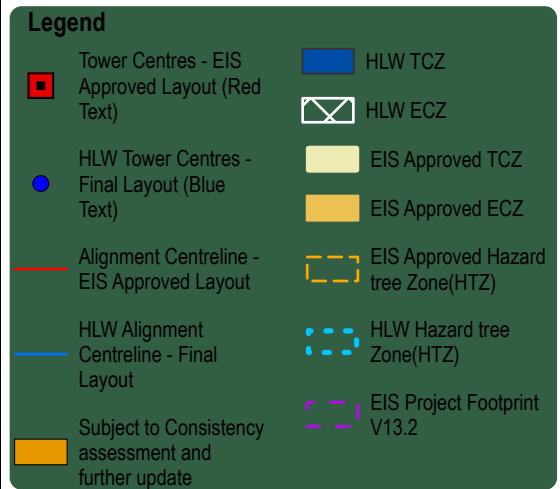 Legend
Tower Centres - EIS
Approved Layout (Red
Text)
HLW Tower Centres -
Final Layout (Blue
Text)
Alignment Centreline -
EIS Approved Layout
HLW Alignment
Centreline - Final
Layout
Subject to Consistency
assessment and
further update
HLW TCZ
HLW ECZ
EIS Approved TCZ
EIS Approved ECZ
EIS Approved Hazard
tree Zone(HTZ)
HLW Hazard tree
Zone(HTZ)
EIS Project Footprint
V13.2